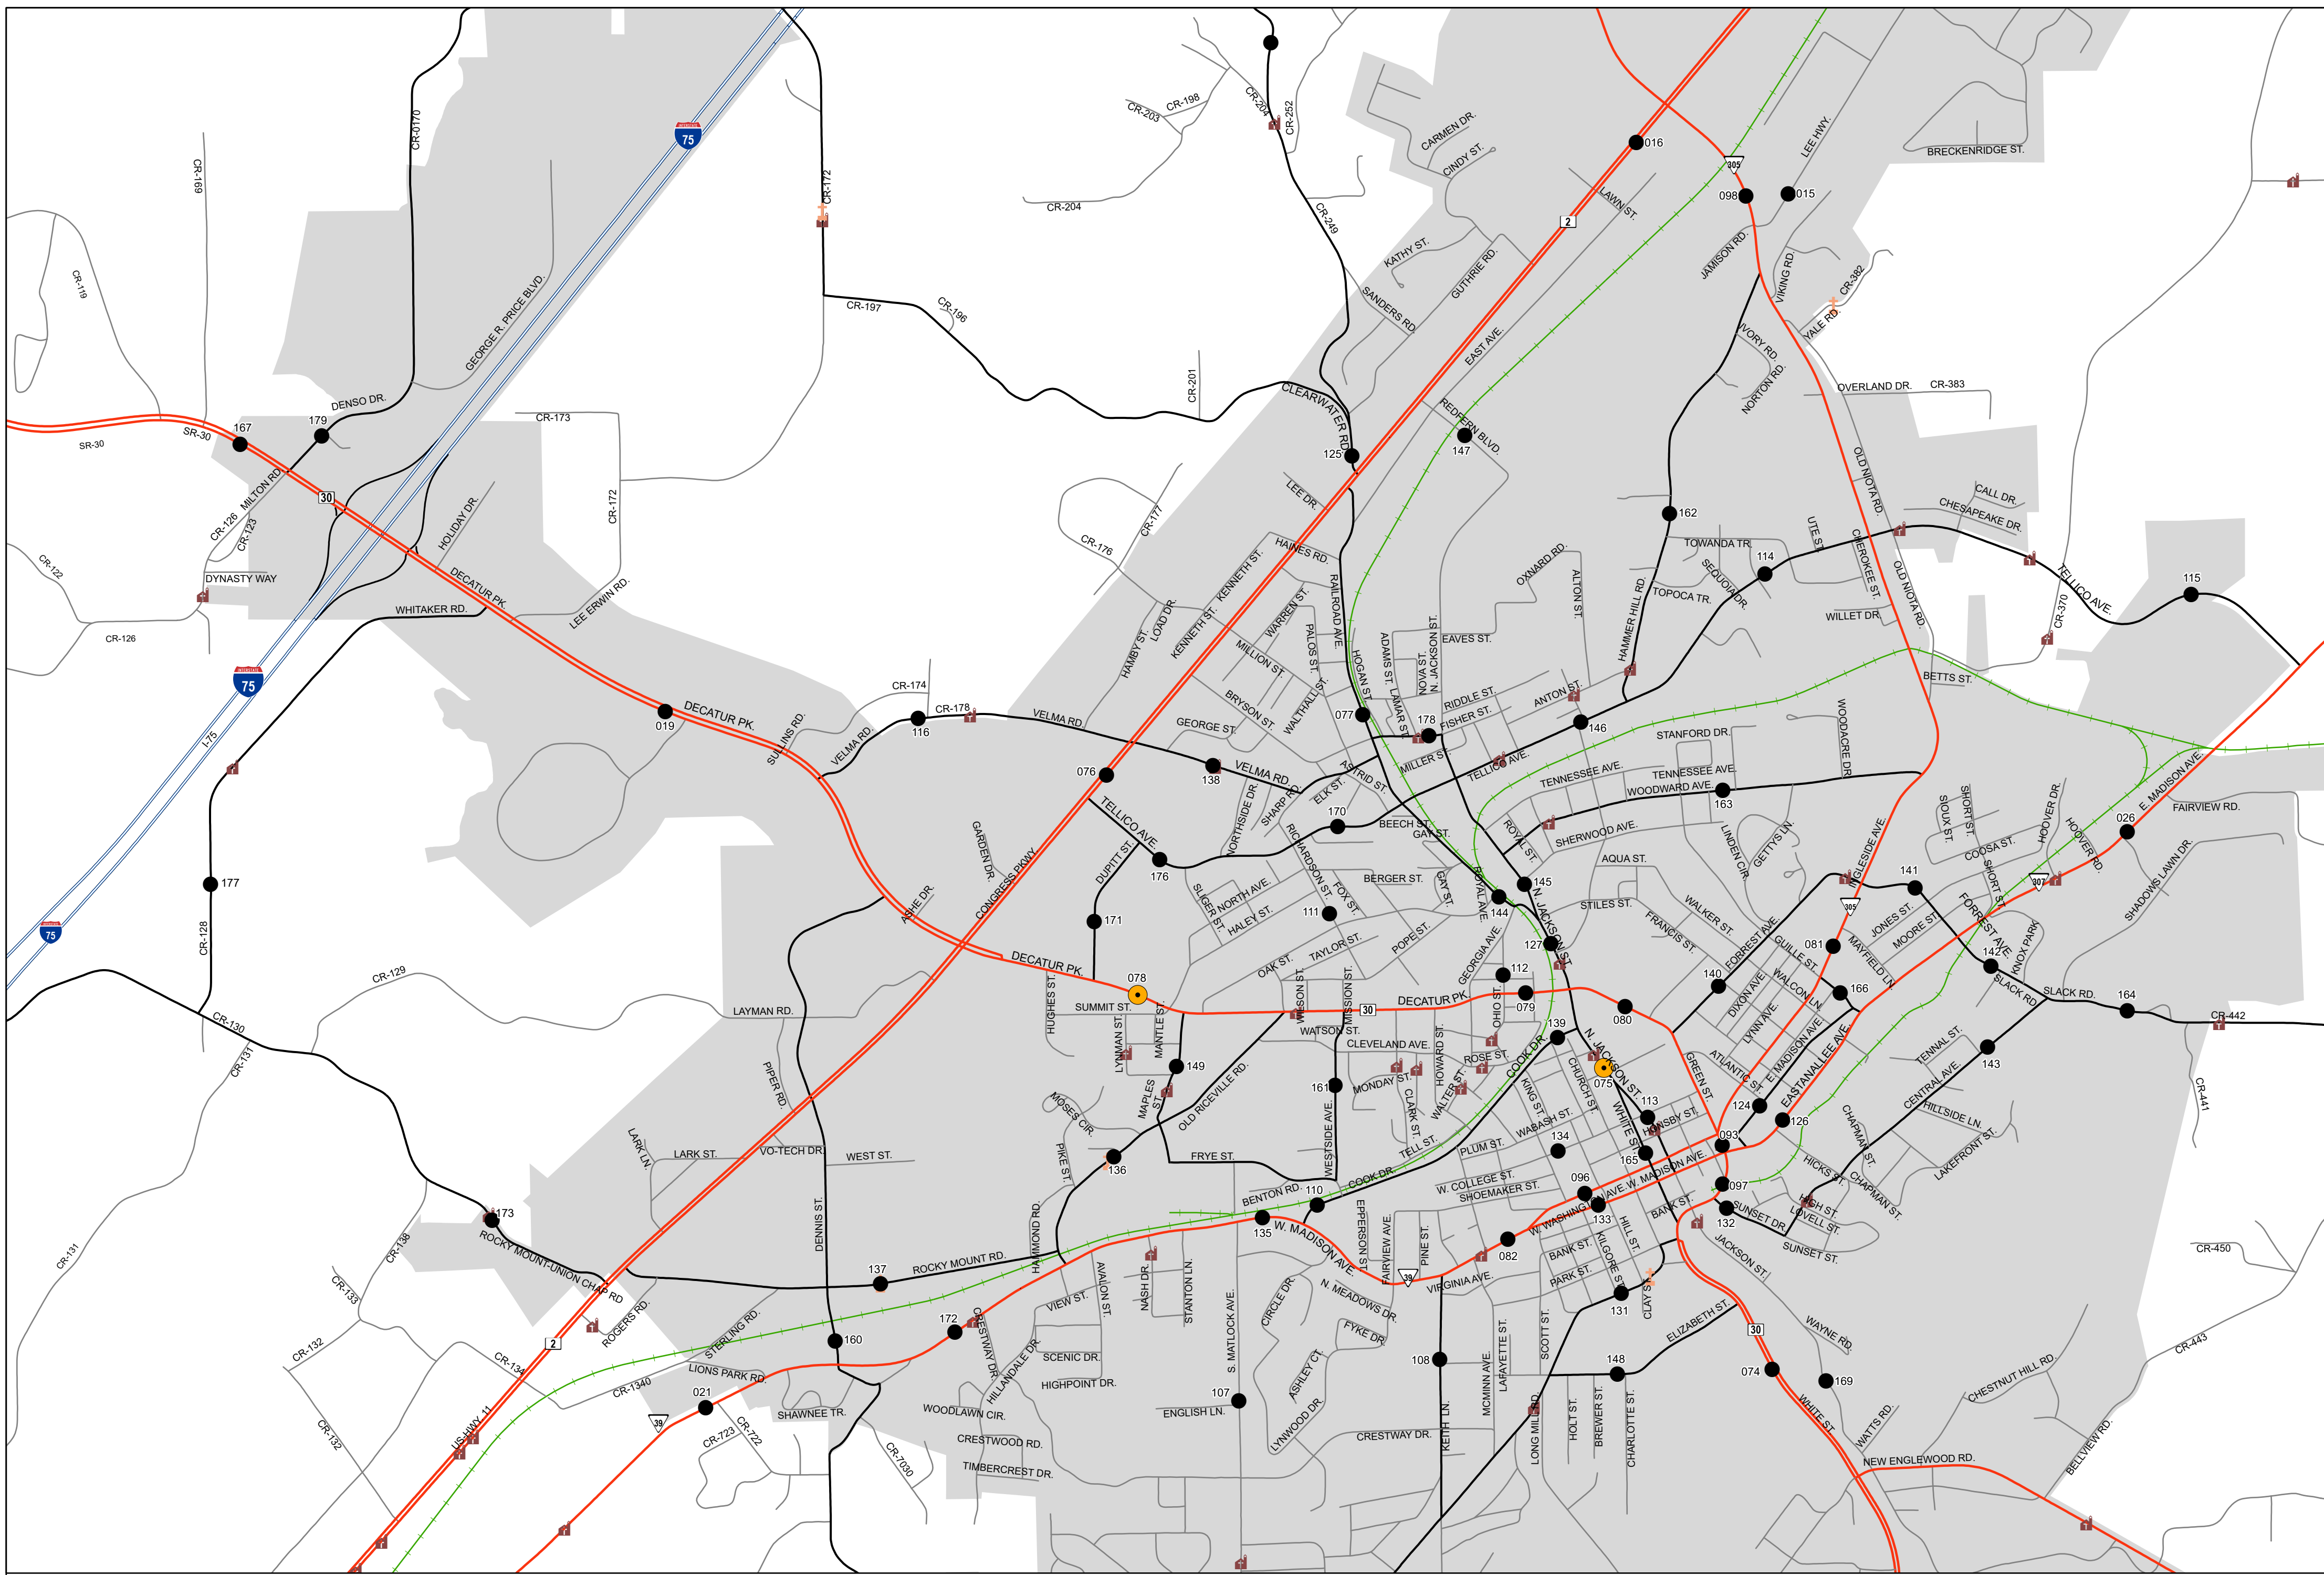 CR-0170
CR-169
75
CR-172
CR-203
CR-198
CR-204
CR-252
CR-204
CR-249
CARMEN DR.
CINDY ST.
016
305
LEE HWY.
BRECKENRIDGE ST.
098
015
LAWN ST.
2
KATHY ST.
GUTHRIE RD.
SANDERS RD
JAMISON RD.
VIKING RD.
CR-382
YALE RD.
CR-119
GEORGE R. PRICE BLVD.
CR-197
CR-196
EAST AVE.
IVORY RD.
NORTON RD.
OVERLAND DR.
CR-383
CR-201
CLEARWATER RD.
125
REDFERN BLVD.
147
DENSO DR.
179
167
SR-30
SR-30
CR-173
CR-172
MILTON RD.
30
CR-126
CR-123
HOLIDAY DR.
OLD NIOTA RD.
CALL DR.
CHESAPEAKE DR.
LEE DR.
CR-177
CR-176
162
TOWANDA TR.
UTE ST.
CHEROKEE ST.
114
SEQUOIA DR.
TOPOCA TR.
WILLET DR.
OLD NIOTA RD.
TELLICO AVE.
115
CR-370
CR-122
DYNASTY WAY
CR-126
DECATUR PK.
WHITAKER RD.
LEE ERWIN RD.
HAINES RD.
KENNETH ST.
KENNETH ST.
RAILROAD AVE.
WARREN ST.
PALOS ST.
LOAD DR.
HAMBY ST.
MILLION ST.
BRYSON ST.
WALTHALL ST.
GEORGE ST.
HOGAN ST.
ADAMS ST.
LAMAR ST.
NOVA ST.
N. JACKSON ST.
EAVES ST.
OXNARD RD.
ALTON ST.
HAMMER HILL RD.
RIDDLE ST.
ANTON ST.
FISHER ST.
077
178
146
BETTS ST.
75
I-75
019
DECATUR PK.
SULLINS RD.
CR-174
CR-178
VELMA RD.
116
VELMA RD.
076
138
VELMA RD.
ASTRID ST.
ELK ST.
SHARP RD.
NORTHSIDE DR.
MILLER ST.
TELLICO AVE.
STANFORD DR.
TENNESSEE AVE.
TENNESSEE AVE.
WOODWARD AVE.
163
WOODACRE DR.
170
BEECH ST.
GAY ST.
ROYAL ST.
SHERWOOD AVE.
LINDEN CIR.
GETTYS LN.
INGLESIDE AVE.
SIOUX ST.
SHORT ST.
COOSA ST.
HOOVER DR.
HOOVER RD.
E. MADISON AVE.
026
FAIRVIEW RD.
SHADOWS LAWN DR.
TELLICO AVE.
176
DUPITT ST.
GARDEN DR.
CONGRESS PKWY.
ASHE DR.
SLIGER ST.
NORTH AVE.
HALEY ST.
RICHARDSON ST.
FOX ST.
111
BERGER ST.
GAY ST.
ROYAL AVE.
145
144
AQUA ST.
STILES ST.
FRANCIS ST.
WALKER ST.
141
305
307
SHORT ST.
177
CR-128
75
171
N. JACKSON ST
127
TAYLOR ST.
POPE ST.
OAK ST.
GEORGIA AVE.
112
FORREST AVE.
GUILLE ST.
081
MAYFIELD LN.
JONES ST.
MOORE ST.
FORREST AVE
142
KNOX PARK
CR-129
DECATUR PK.
078
HUGHES ST.
SUMMIT ST.
LYNMAN ST.
MANTLE ST.
WILSON ST.
MISSION ST.
30
DECATUR PK.
OHIO ST.
079
080
140
DIXON AVE.
WALCON LN.
166
LYNN AVE.
SLACK RD.
SLACK RD.
164
CR-442
CR-130
CR-131
LAYMAN RD.
PIPER RD.
WATSON ST.
CLEVELAND AVE.
HOWARD ST.
ROSE ST.
COOK DR.
139
N. JACKSON ST.
075
GREEN ST.
ATLANTIC ST.
E. MADISON AVE.
EASTANALLEE AVE.
TENNAL ST.
143
CENTRAL AVE.
HILLSIDE LN.
LAKEFRONT ST.
CR-441
149
MAPLES ST.
OLD RICEVILLE RD.
161
MONDAY ST.
CLARK ST.
WALTER ST.
KING ST.
CHURCH ST.
WHITE ST.
113
HORNSBY ST.
124
126
093
CHAPMAN ST.
CHAPMAN ST.
HICKS ST.
MOSES CIR.
136
PIKE ST.
FRYE ST.
WESTSIDE AVE.
TELL ST.
PLUM ST.
WABASH ST.
134
165
LARK LN.
LARK ST.
VO-TECH DR.
WEST ST.
DENNIS ST.
HAMMOND RD.
BENTON RD.
110
COOK DR.
W. COLLEGE ST.
SHOEMAKER ST.
096
W. WASHINGTON AVE.
W. MADISON AVE.
133
BANK ST.
097
132
SUNSET DR.
HIGH ST.
LOVELL ST.
SUNSET ST.
173
ROCKY MOUNT-UNION CHAP RD
CR-138
CR-131
CR-133
CR-132
CR-132
CR-134
137
ROCKY MOUNT RD.
135
W. MADISON AVE.
EPPERSON ST
FAIRVIEW AVE.
PINE ST.
39
082
BANK ST.
PARK ST.
HILL ST.
KILGORE ST.
131
CLAY ST.
JACKSON ST.
CR-450
ROGERS RD.
2
STERLING RD.
160
172
CRESTWAY DR.
VIEW ST.
AVALON ST.
NASH DR.
STANTON LN.
S. MATLOCK AVE.
CIRCLE DR.
N. MEADOWS DR.
FYKE DR.
VIRGINIA AVE.
LAFAYETTE ST.
SCOTT ST.
ELIZABETH ST.
30
WAYNE RD.
074
169
CR-443
CHESTNUT HILL RD.
LIONS PARK RD.
CR-1340
021
39
SHAWNEE TR.
CR-722
CR-723
CR-7030
HILLANDALE DR.
SCENIC DR.
HIGHPOINT DR.
WOODLAWN CIR.
CRESTWOOD RD.
TIMBERCREST DR.
ENGLISH LN.
107
ASHLEY CT.
LYNWOOD DR.
108
CRESTWAY DR.
KEITH LN.
MCMINN AVE.
LONG MILL RD.
148
HOLT ST.
BREWER ST.
CHARLOTTE ST.
WHITE ST.
WATTS RD.
NEW ENGLEWOOD RD.
BELLVIEW RD.
US-HWY. 11